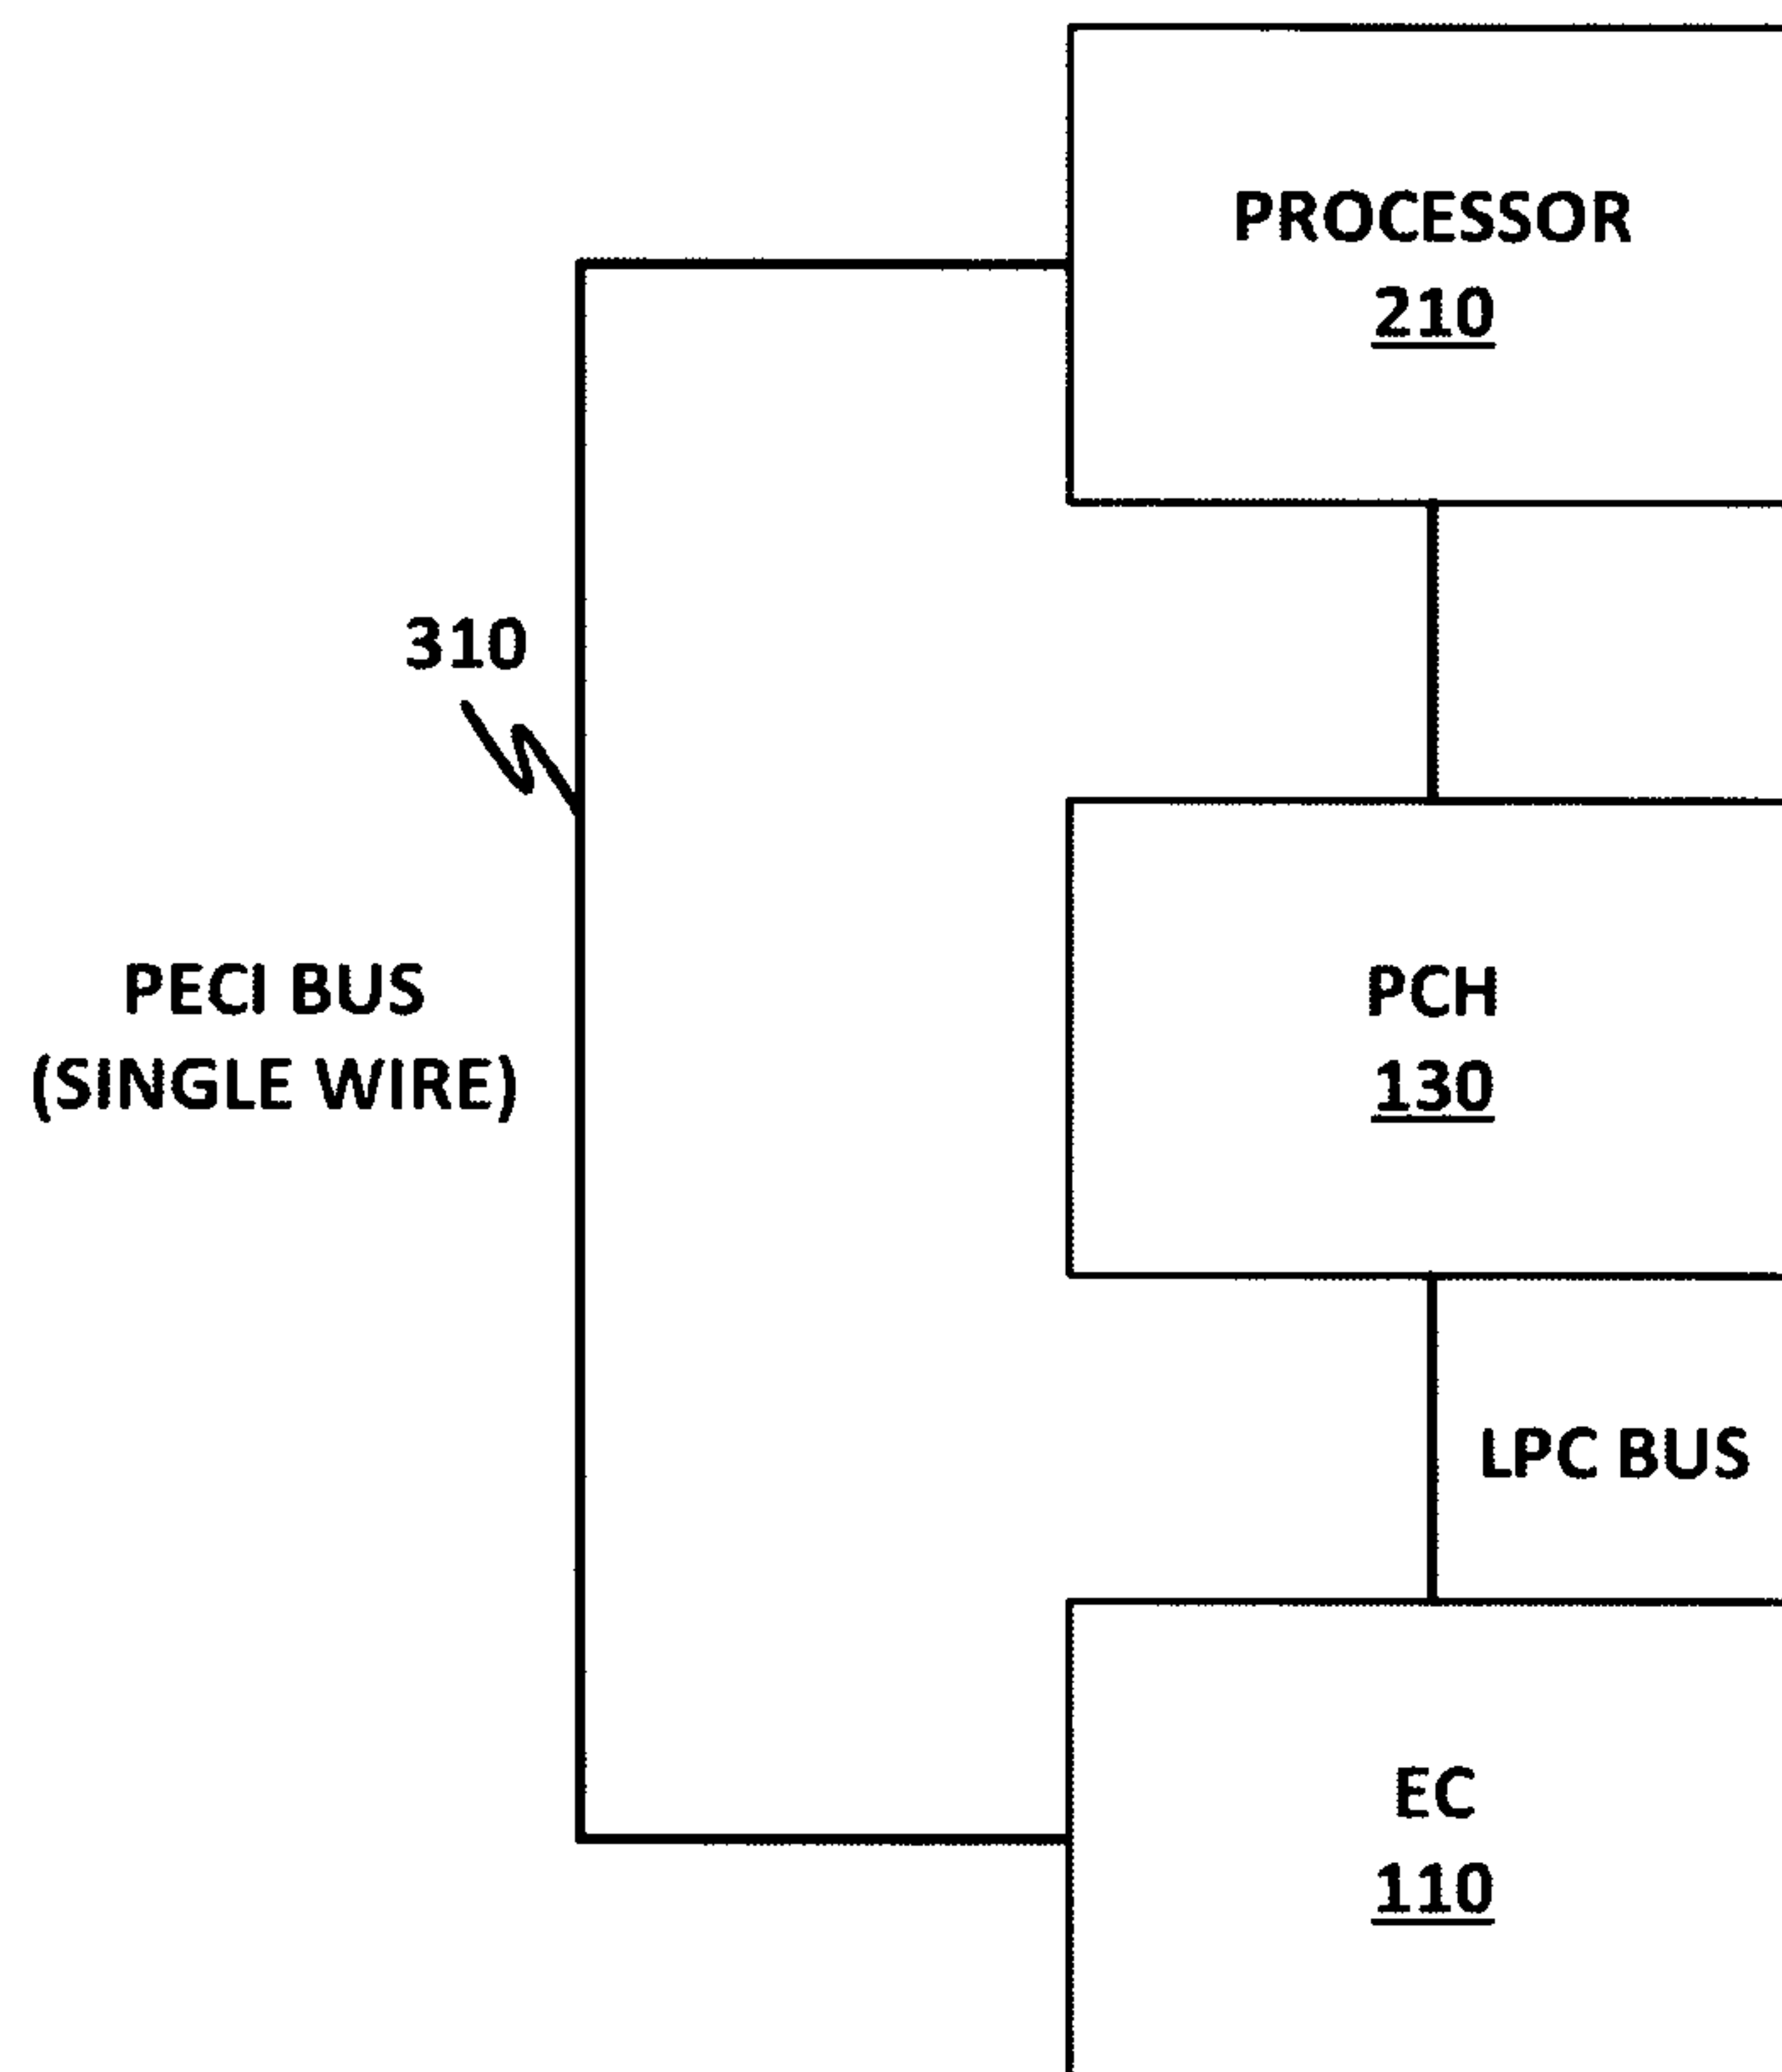 PROCESSOR
210
310
PECI BUS
(SINGLE WIRE)
PCH
130
LPC BUS
EC
110